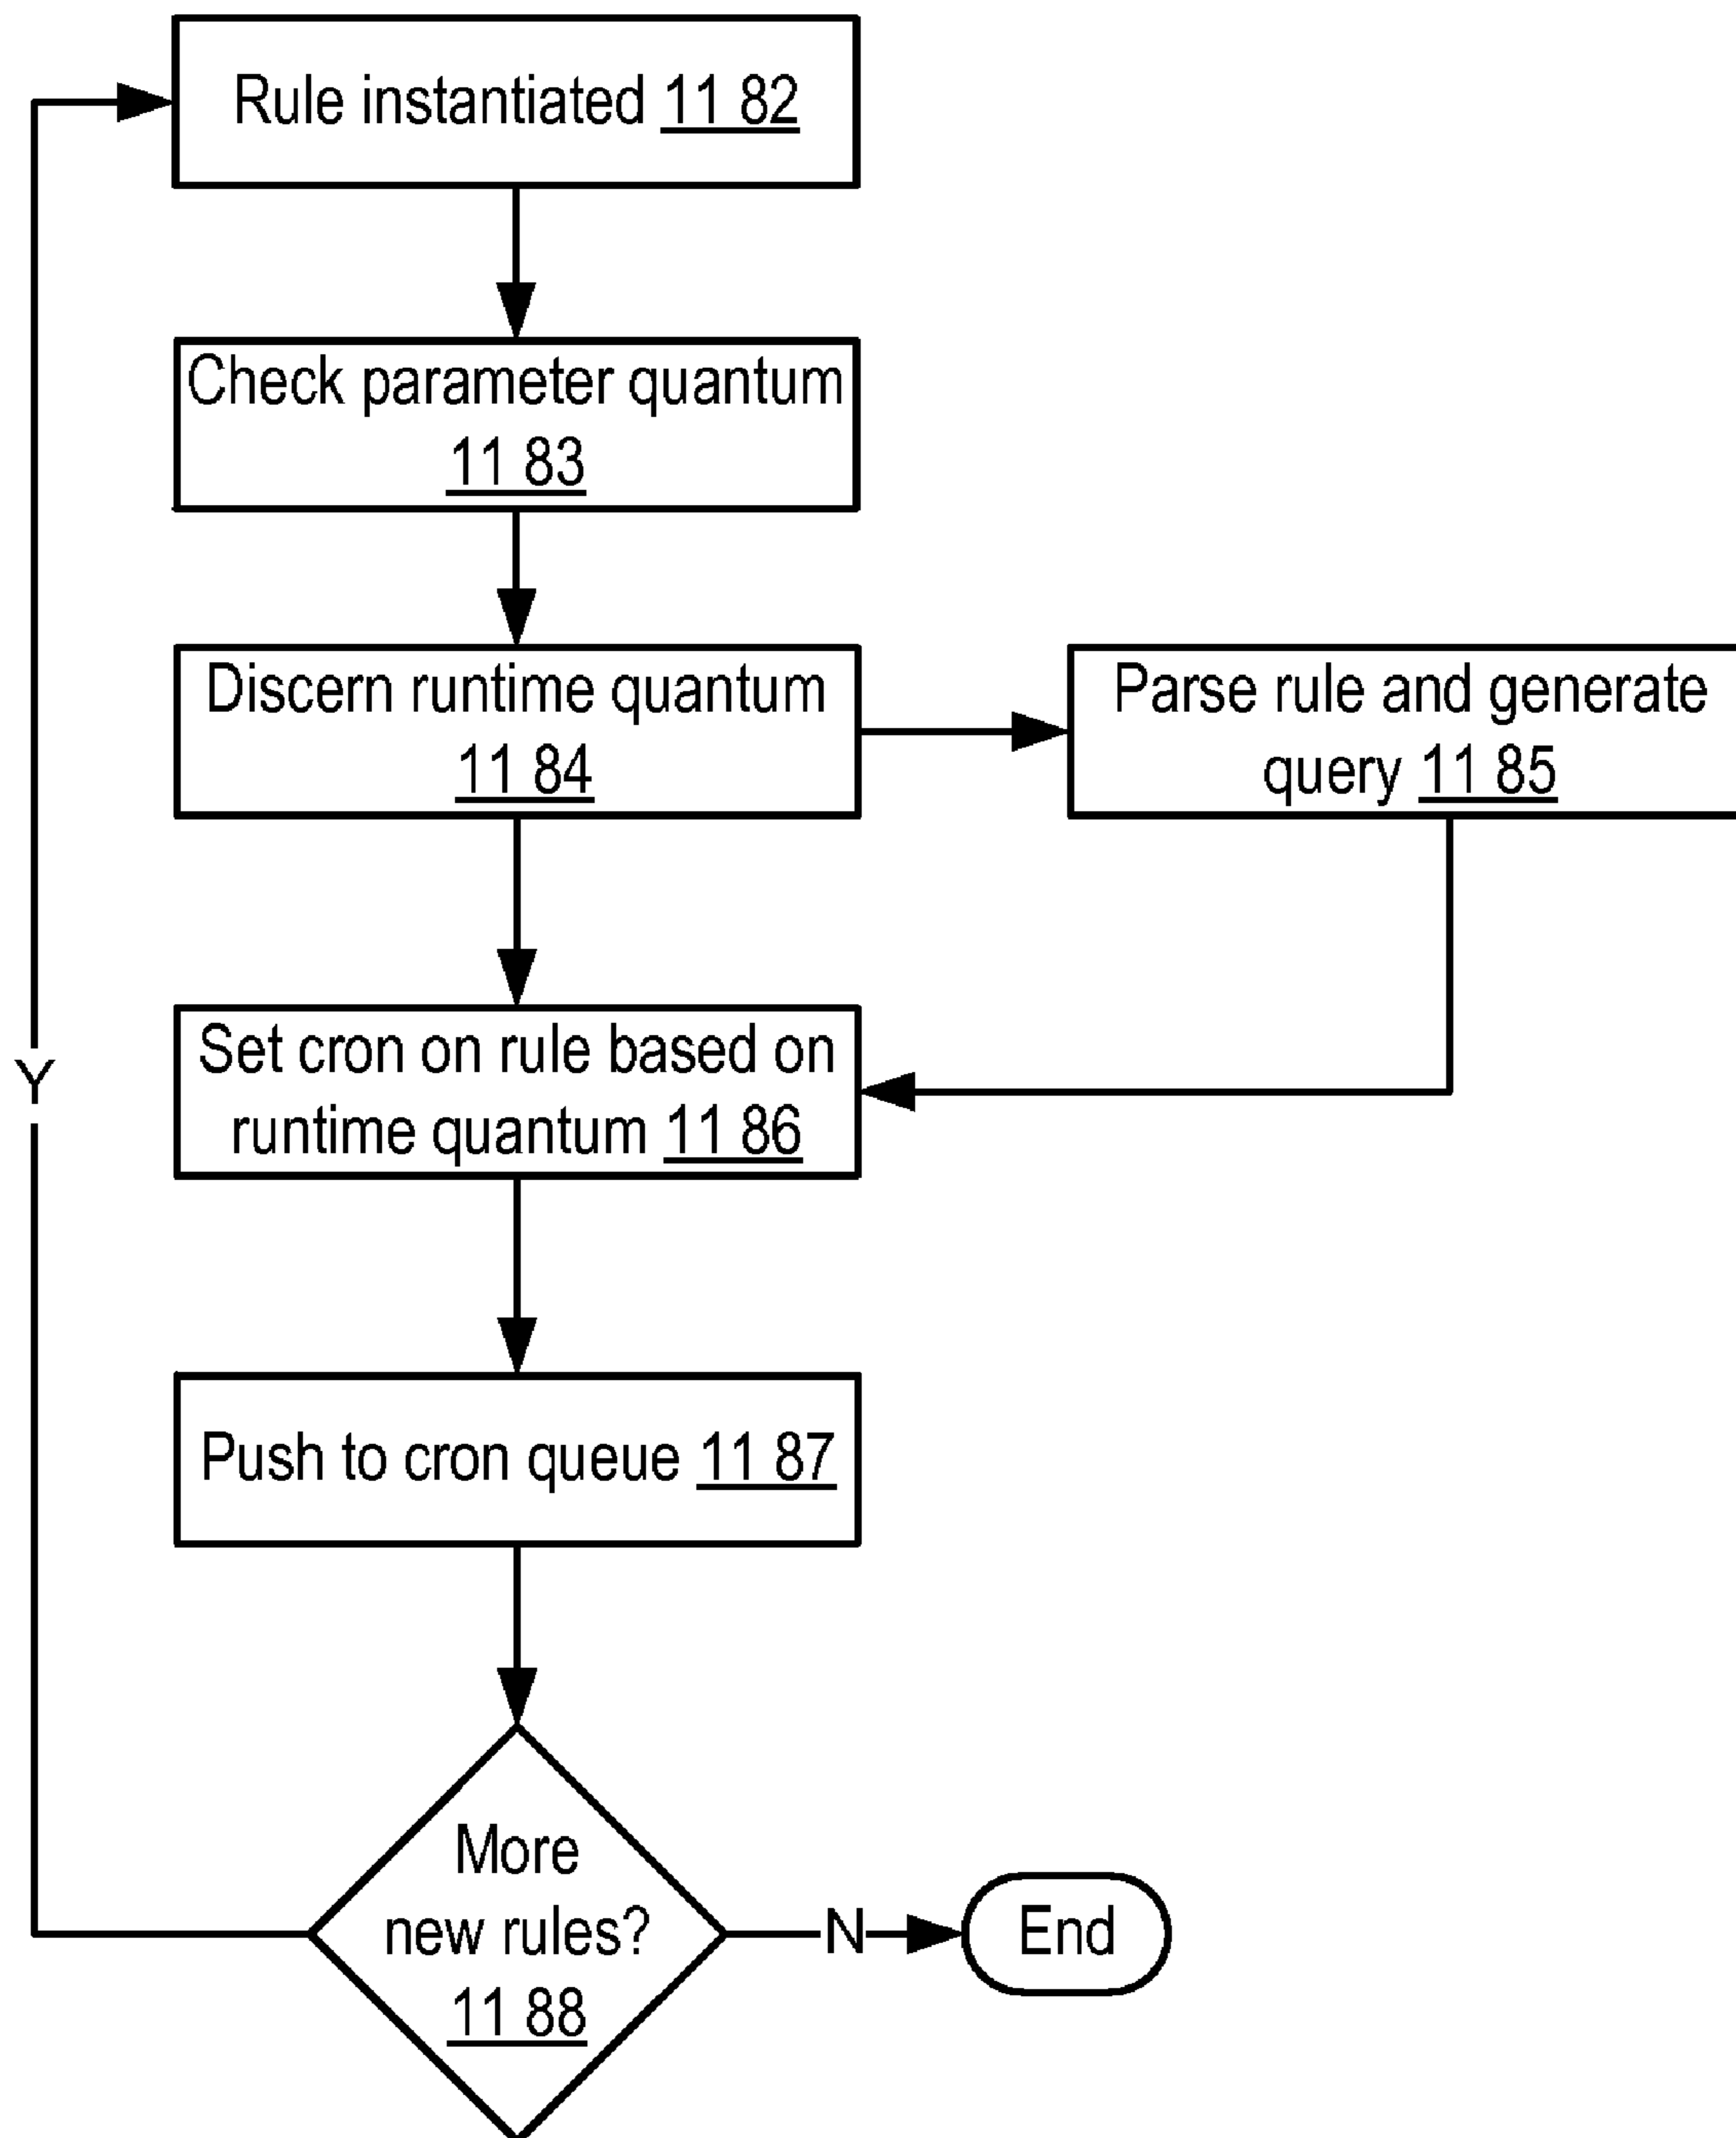 Rule instantiated 11 82
Check parameter quantum
11 83
Discern runtime quantum
11 84
Parse rule and generate
query 11 85
Set cron on rule based on
runtime quantum 11 86
Y
Push to cron queue 11 87
More
new rules?
11 88
N
End